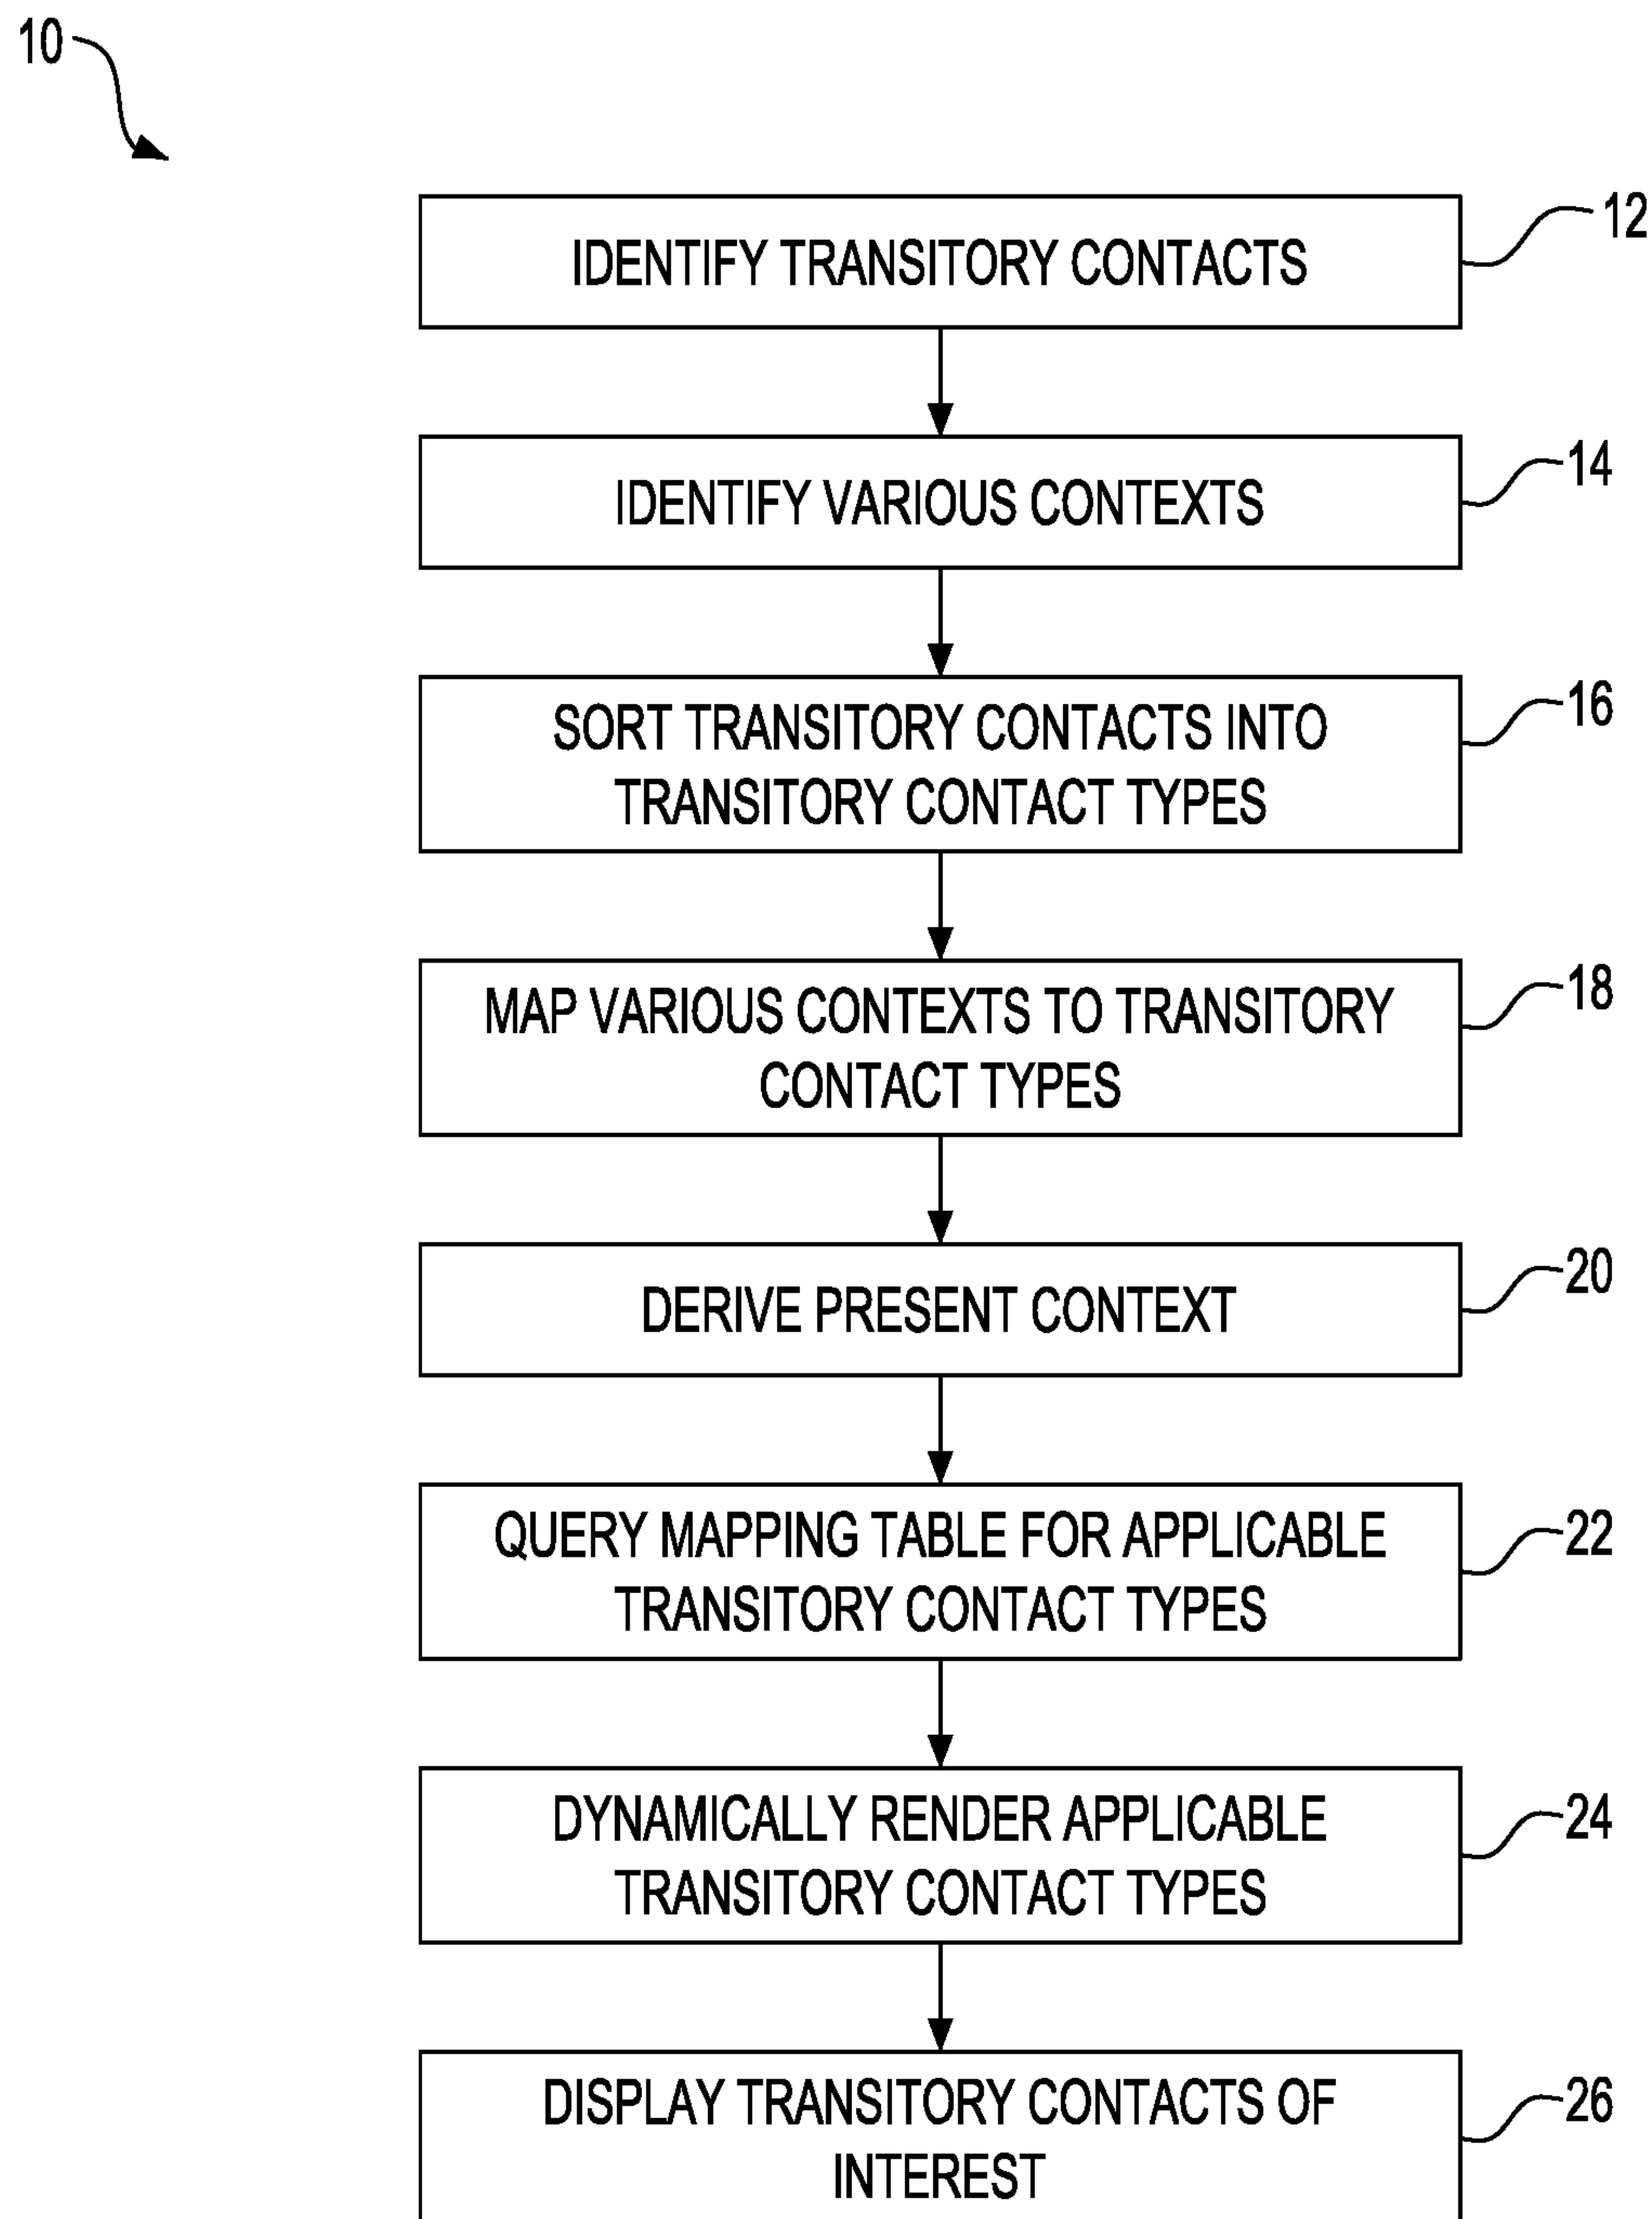 10
IDENTIFY TRANSITORY CONTACTS
12
IDENTIFY VARIOUS CONTEXTS
14
SORT TRANSITORY CONTACTS INTO
TRANSITORY CONTACT TYPES
16
MAP VARIOUS CONTEXTS TO TRANSITORY
CONTACT TYPES
18
DERIVE PRESENT CONTEXT
20
QUERY MAPPING TABLE FOR APPLICABLE
TRANSITORY CONTACT TYPES
22
DYNAMICALLY RENDER APPLICABLE
TRANSITORY CONTACT TYPES
24
DISPLAY TRANSITORY CONTACTS OF
INTEREST
26